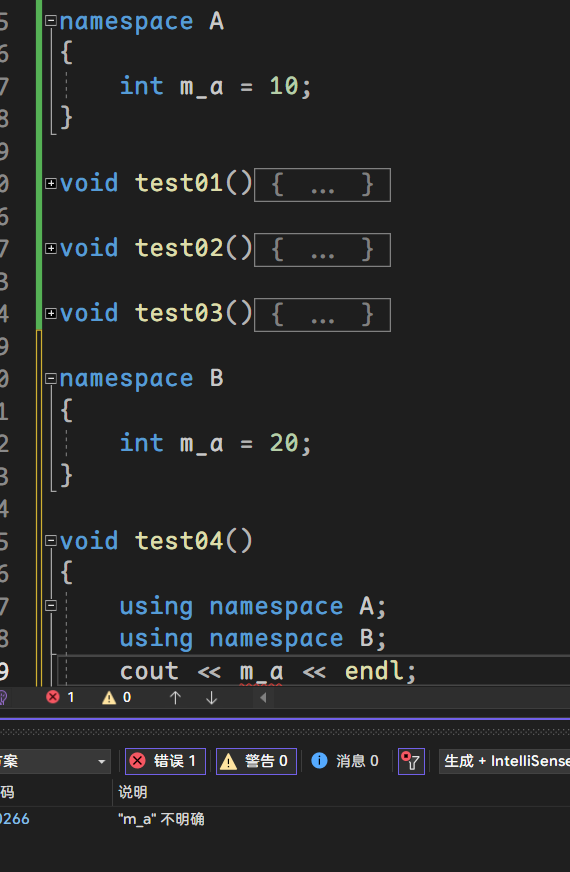 5 namespace A
6 {
7 int m_a = 10;
8 }
9
0 void test01() { ... }
6
7 void test02() { ... }
3
4 void test03() { ... }
9
0 namespace B
1 {
2 int m_a = 20;
3 }
4
5 void test04()
6 {
7 using namespace A;
8 using namespace B;
9 cout << m_a << endl;
1 0
方案 错误 1 警告 0 消息 0 生成 + IntelliSense
码 说明
0266 "m_a" 不明确